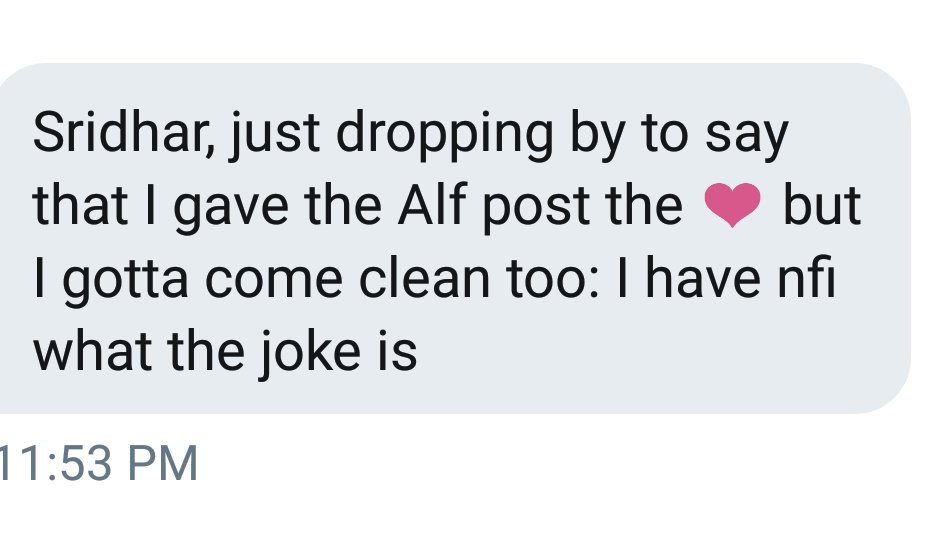 Sridhar, just dropping by to say
that I gave the Alf post the ❤ but
I gotta come clean too: I have nfi
what the joke is
11:53 PM